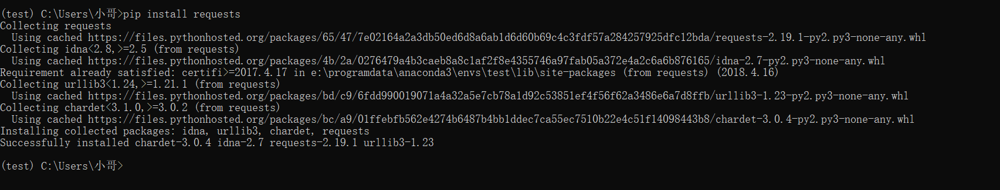 (test) C:\Users\小哥>pip install requests
Collecting requests
  Using cached https://files.pythonhosted.org/packages/65/47/7e02164a2a3db50ed6d8a6ab1d6d60b69c4c3fdf57a284257925dfc12bda/requests-2.19.1-py2.py3-none-any.whl
Collecting idna<2.8,>=2.5 (from requests)
  Using cached https://files.pythonhosted.org/packages/4b/2a/0276479a4b3caeb8a8c1af2f8e4355746a97fab05a372e4a2c6a6b876165/idna-2.7-py2.py3-none-any.whl
Requirement already satisfied: certifi>=2017.4.17 in e:\programdata\anaconda3\envs\test\lib\site-packages (from requests) (2018.4.16)
Collecting urllib3<1.24,>=1.21.1 (from requests)
  Using cached https://files.pythonhosted.org/packages/bd/c9/6fdd990019071a4a32a5e7cb78a1d92c53851ef4f56f62a3486e6a7d8ffb/urllib3-1.23-py2.py3-none-any.whl
Collecting chardet<3.1.0,>=3.0.2 (from requests)
  Using cached https://files.pythonhosted.org/packages/bc/a9/01ffebfb562e4274b6487b4bb1ddec7ca55ec7510b22e4c51f14098443b8/chardet-3.0.4-py2.py3-none-any.whl
Installing collected packages: idna, urllib3, chardet, requests
Successfully installed chardet-3.0.4 idna-2.7 requests-2.19.1 urllib3-1.23
(test) C:\Users\小哥>